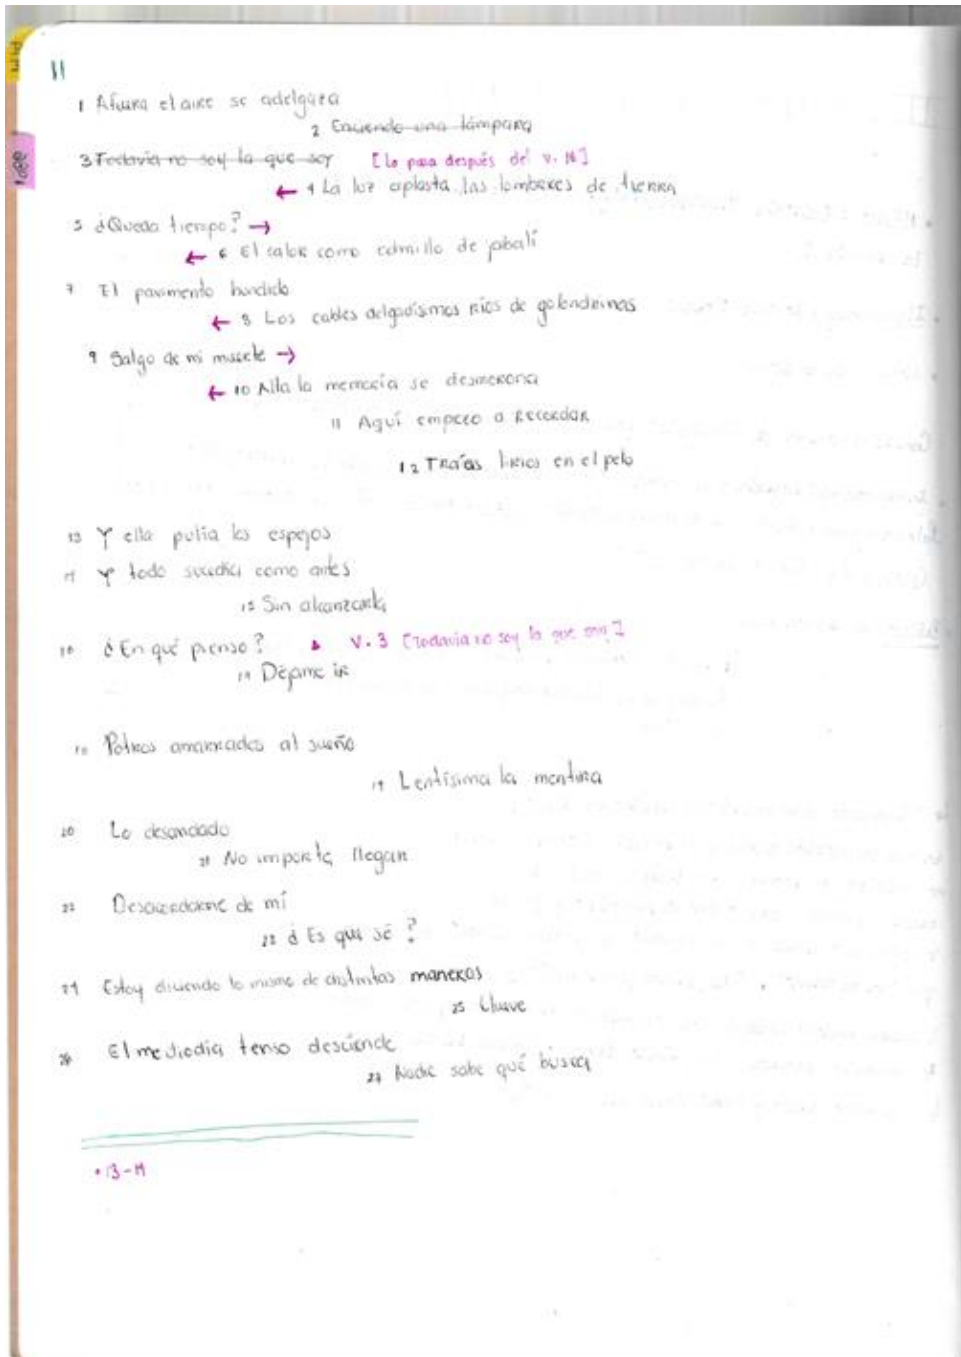 11
1 Afuera el aire se adelgaza
2 Enciendo una lámpara
3 Todavía no soy la que soy [lo pasa después del v. 16]
← 4 La luz aplasta las lombrices de tierra
5 ¿Queda tiempo? →
← 6 El calor como colmillo de jabalí
7 El pavimento hundido
← 8 Los cables delgadísimos ríos de golondrinas
9 Salgo de mi muerte →
← 10 Allá la memoria se desmorona
11 Aquí empiezo a recordar
12 Traías lirios en el pelo
13 Y ella pulía los espejos
14 Y todo sucedía como antes
15 Sin alcanzarla
16 ¿En qué pienso? V. 3 [Todavía no soy la que soy]
17 Déjame ir
18 Potros amarrados al sueño
19 Lentísima la mentira
20 Lo desandado
21 No importa, llegan
22 Desacordarme de mí
23 ¿Es que sé?
24 Estoy diciendo lo mismo de distintas maneras
25 Llueve
26 El mediodía tenso desciende
27 Nadie sabe qué busca
• 13-14